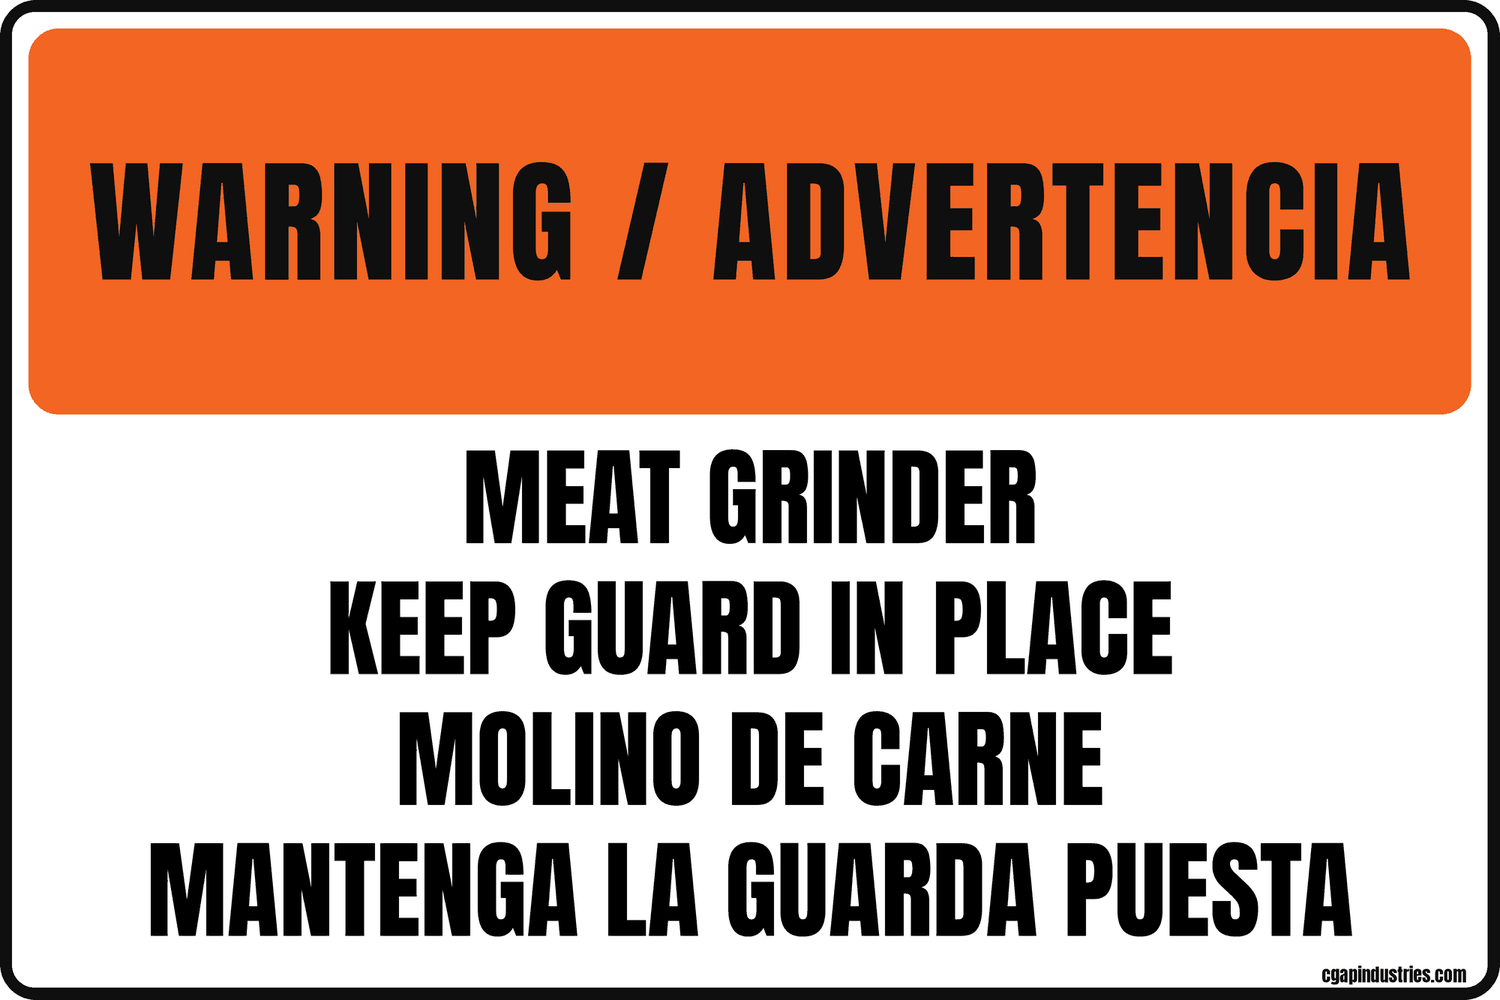 WARNING / ADVERTENCIA
MEAT GRINDER
KEEP GUARD IN PLACE
MOLINO DE CARNE
MANTENGA LA GUARDA PUESTA
cgapindustries.com